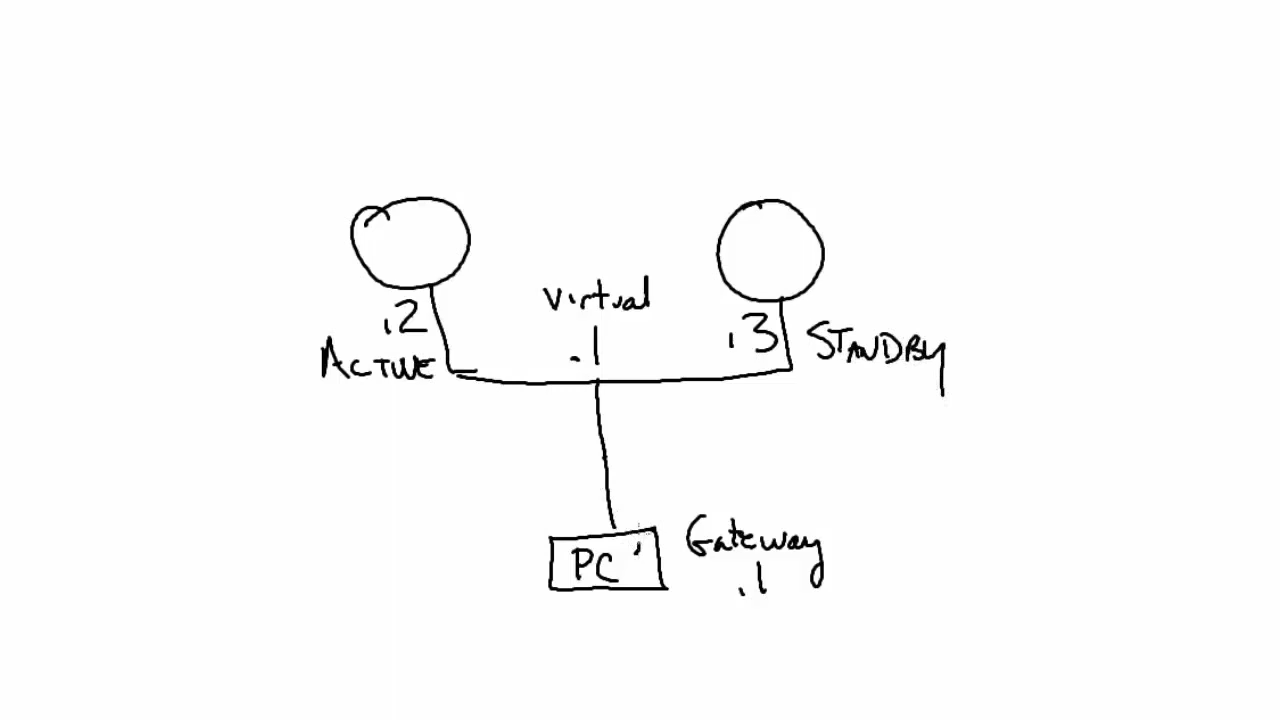 virtual
.2
.1
.3
STANDBY
ACTIVE
PC
Gateway
.1